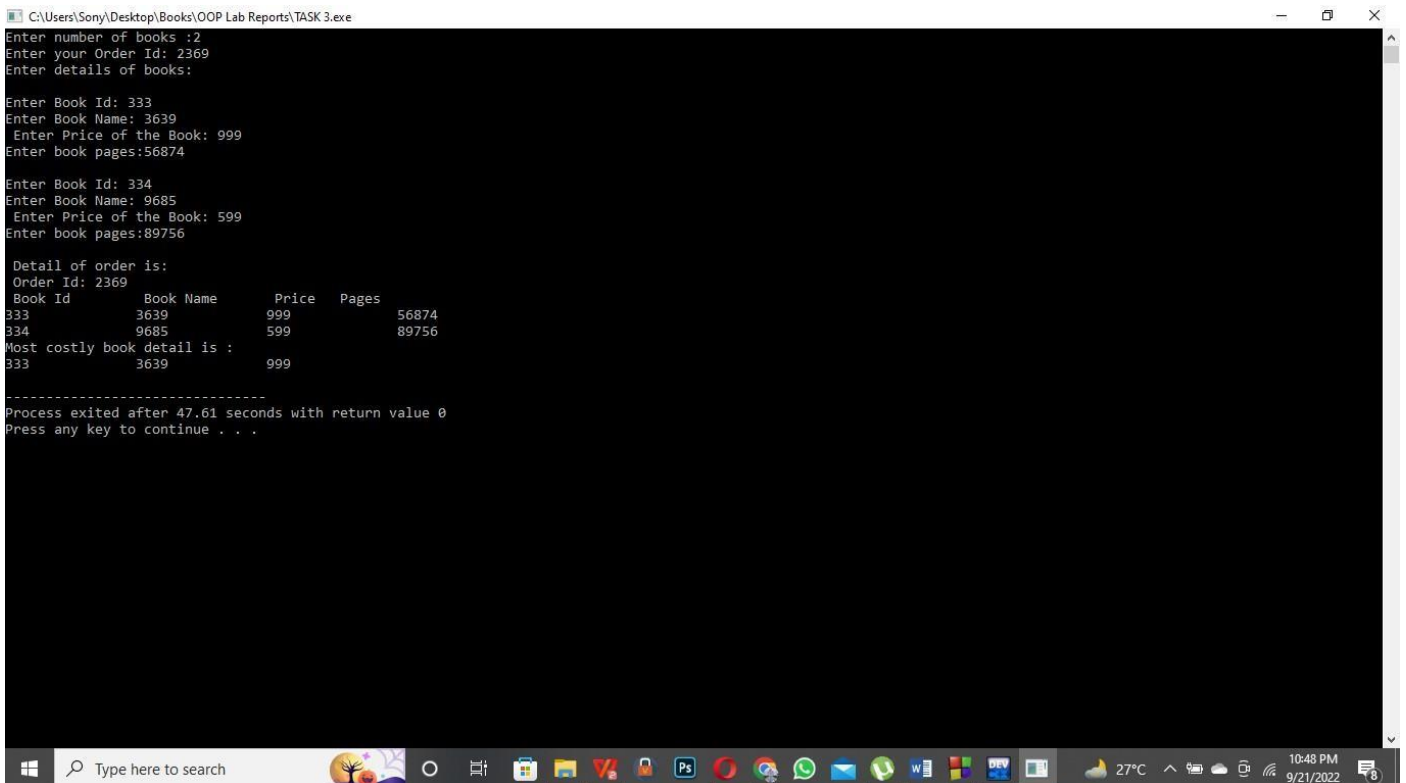 C:\Users\Sony\Desktop\Books\OOP Lab Reports\TASK 3.exe
Enter number of books :2
Enter your Order Id: 2369
Enter details of books:
Enter Book Id: 333
Enter Book Name: 3639
Enter Price of the Book: 999
Enter book pages:56874
Enter Book Id: 334
Enter Book Name: 9685
Enter Price of the Book: 599
Enter book pages:89756
Detail of order is:
Order Id: 2369
Book Id Book Name Price Pages
333 3639 999 56874
334 9685 599 89756
Most costly book detail is :
333 3639 999
--------------------------------
Process exited after 47.61 seconds with return value 0
Press any key to continue . . .
Type here to search Ps DEV 27°C 10:48 PM
9/21/2022